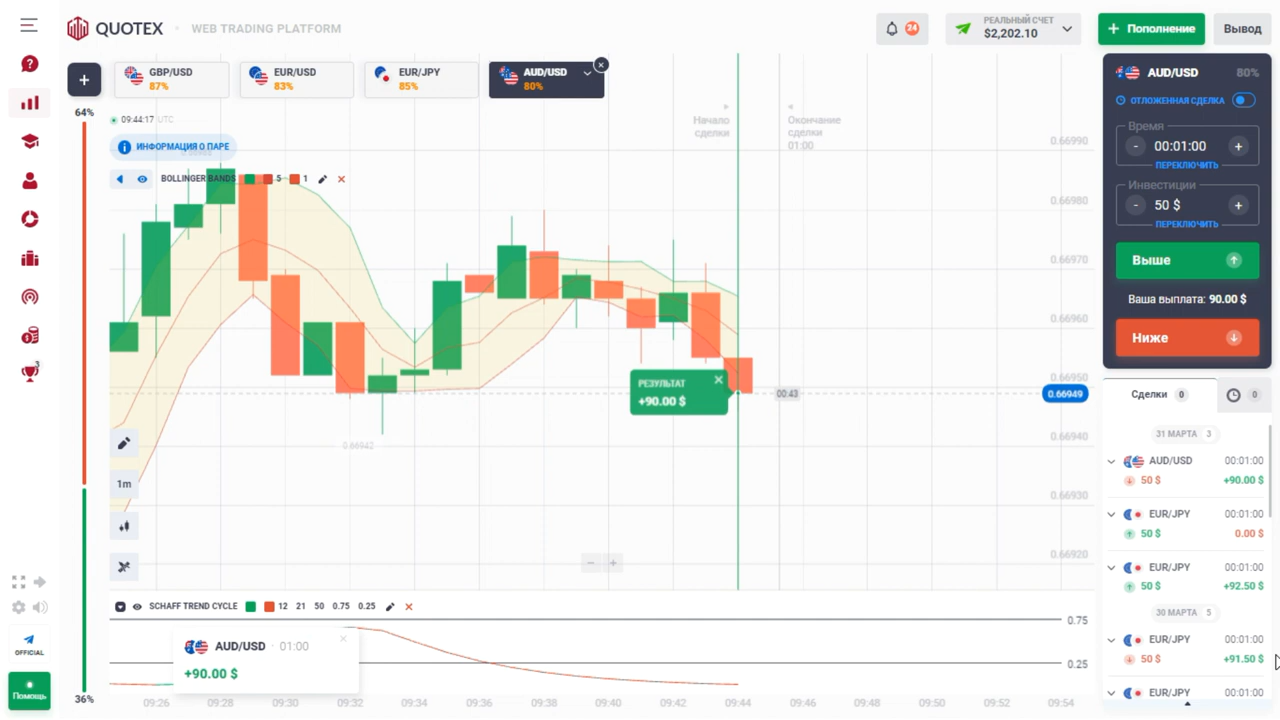 QUOTEX
WEB TRADING PLATFORM
24
РЕАЛЬНЫЙ СЧЕТ
$2,202.10
+ Пополнение
Вывод
+
GBP/USD
87%
EUR/USD
83%
EUR/JPY
85%
AUD/USD
80%
64%
09:44:17 UTC
ИНФОРМАЦИЯ О ПАРЕ
BOLLINGER BANDS 5 1
Начало
сделки
Окончание
сделки
01:00
0.66990
0.66980
0.66970
0.66960
0.66950
0.66949
0.66940
0.66930
0.66920
РЕЗУЛЬТАТ
+90.00 $
00:43
0.66942
1m
- +
SCHAFF TREND CYCLE 12 21 50 0.75 0.25
0.75
0.25
AUD/USD · 01:00
+90.00 $
36%
09:26 09:28 09:30 09:32 09:34 09:36 09:38 09:40 09:42 09:44 09:46 09:48 09:50 09:52 09:54
3
OFFICIAL
Помощь
AUD/USD 80%
ОТЛОЖЕННАЯ СДЕЛКА
Время
- 00:01:00 +
ПЕРЕКЛЮЧИТЬ
Инвестиции
- 50 $ +
ПЕРЕКЛЮЧИТЬ
Выше
Ваша выплата: 90.00 $
Ниже
Сделки 0
0
31 МАРТА 3
AUD/USD 00:01:00
50 $ +90.00 $
EUR/JPY 00:01:00
50 $ 0.00 $
EUR/JPY 00:01:00
50 $ +92.50 $
30 МАРТА 5
EUR/JPY 00:01:00
50 $ +91.50 $
EUR/JPY 00:01:00